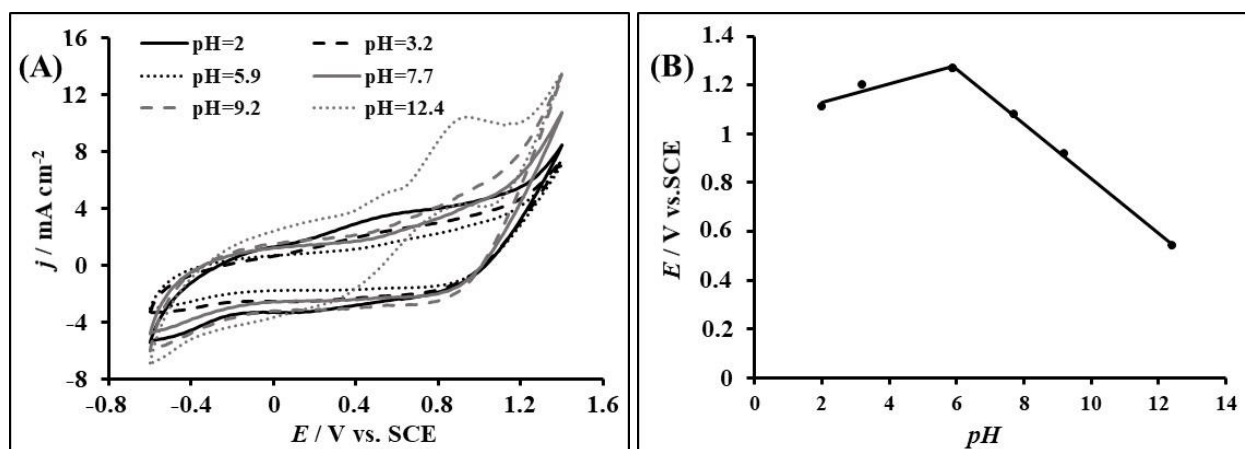 (A)
16
12
8
4
0
-4
-8
j / mA cm⁻²
pH=2
pH=3.2
pH=5.9
pH=7.7
pH=9.2
pH=12.4
-0.8 -0.4 0 0.4 0.8 1.2 1.6
E / V vs. SCE
(B)
1.4
1.2
1
0.8
0.6
0.4
0.2
0
E / V vs.SCE
0 2 4 6 8 10 12 14
pH